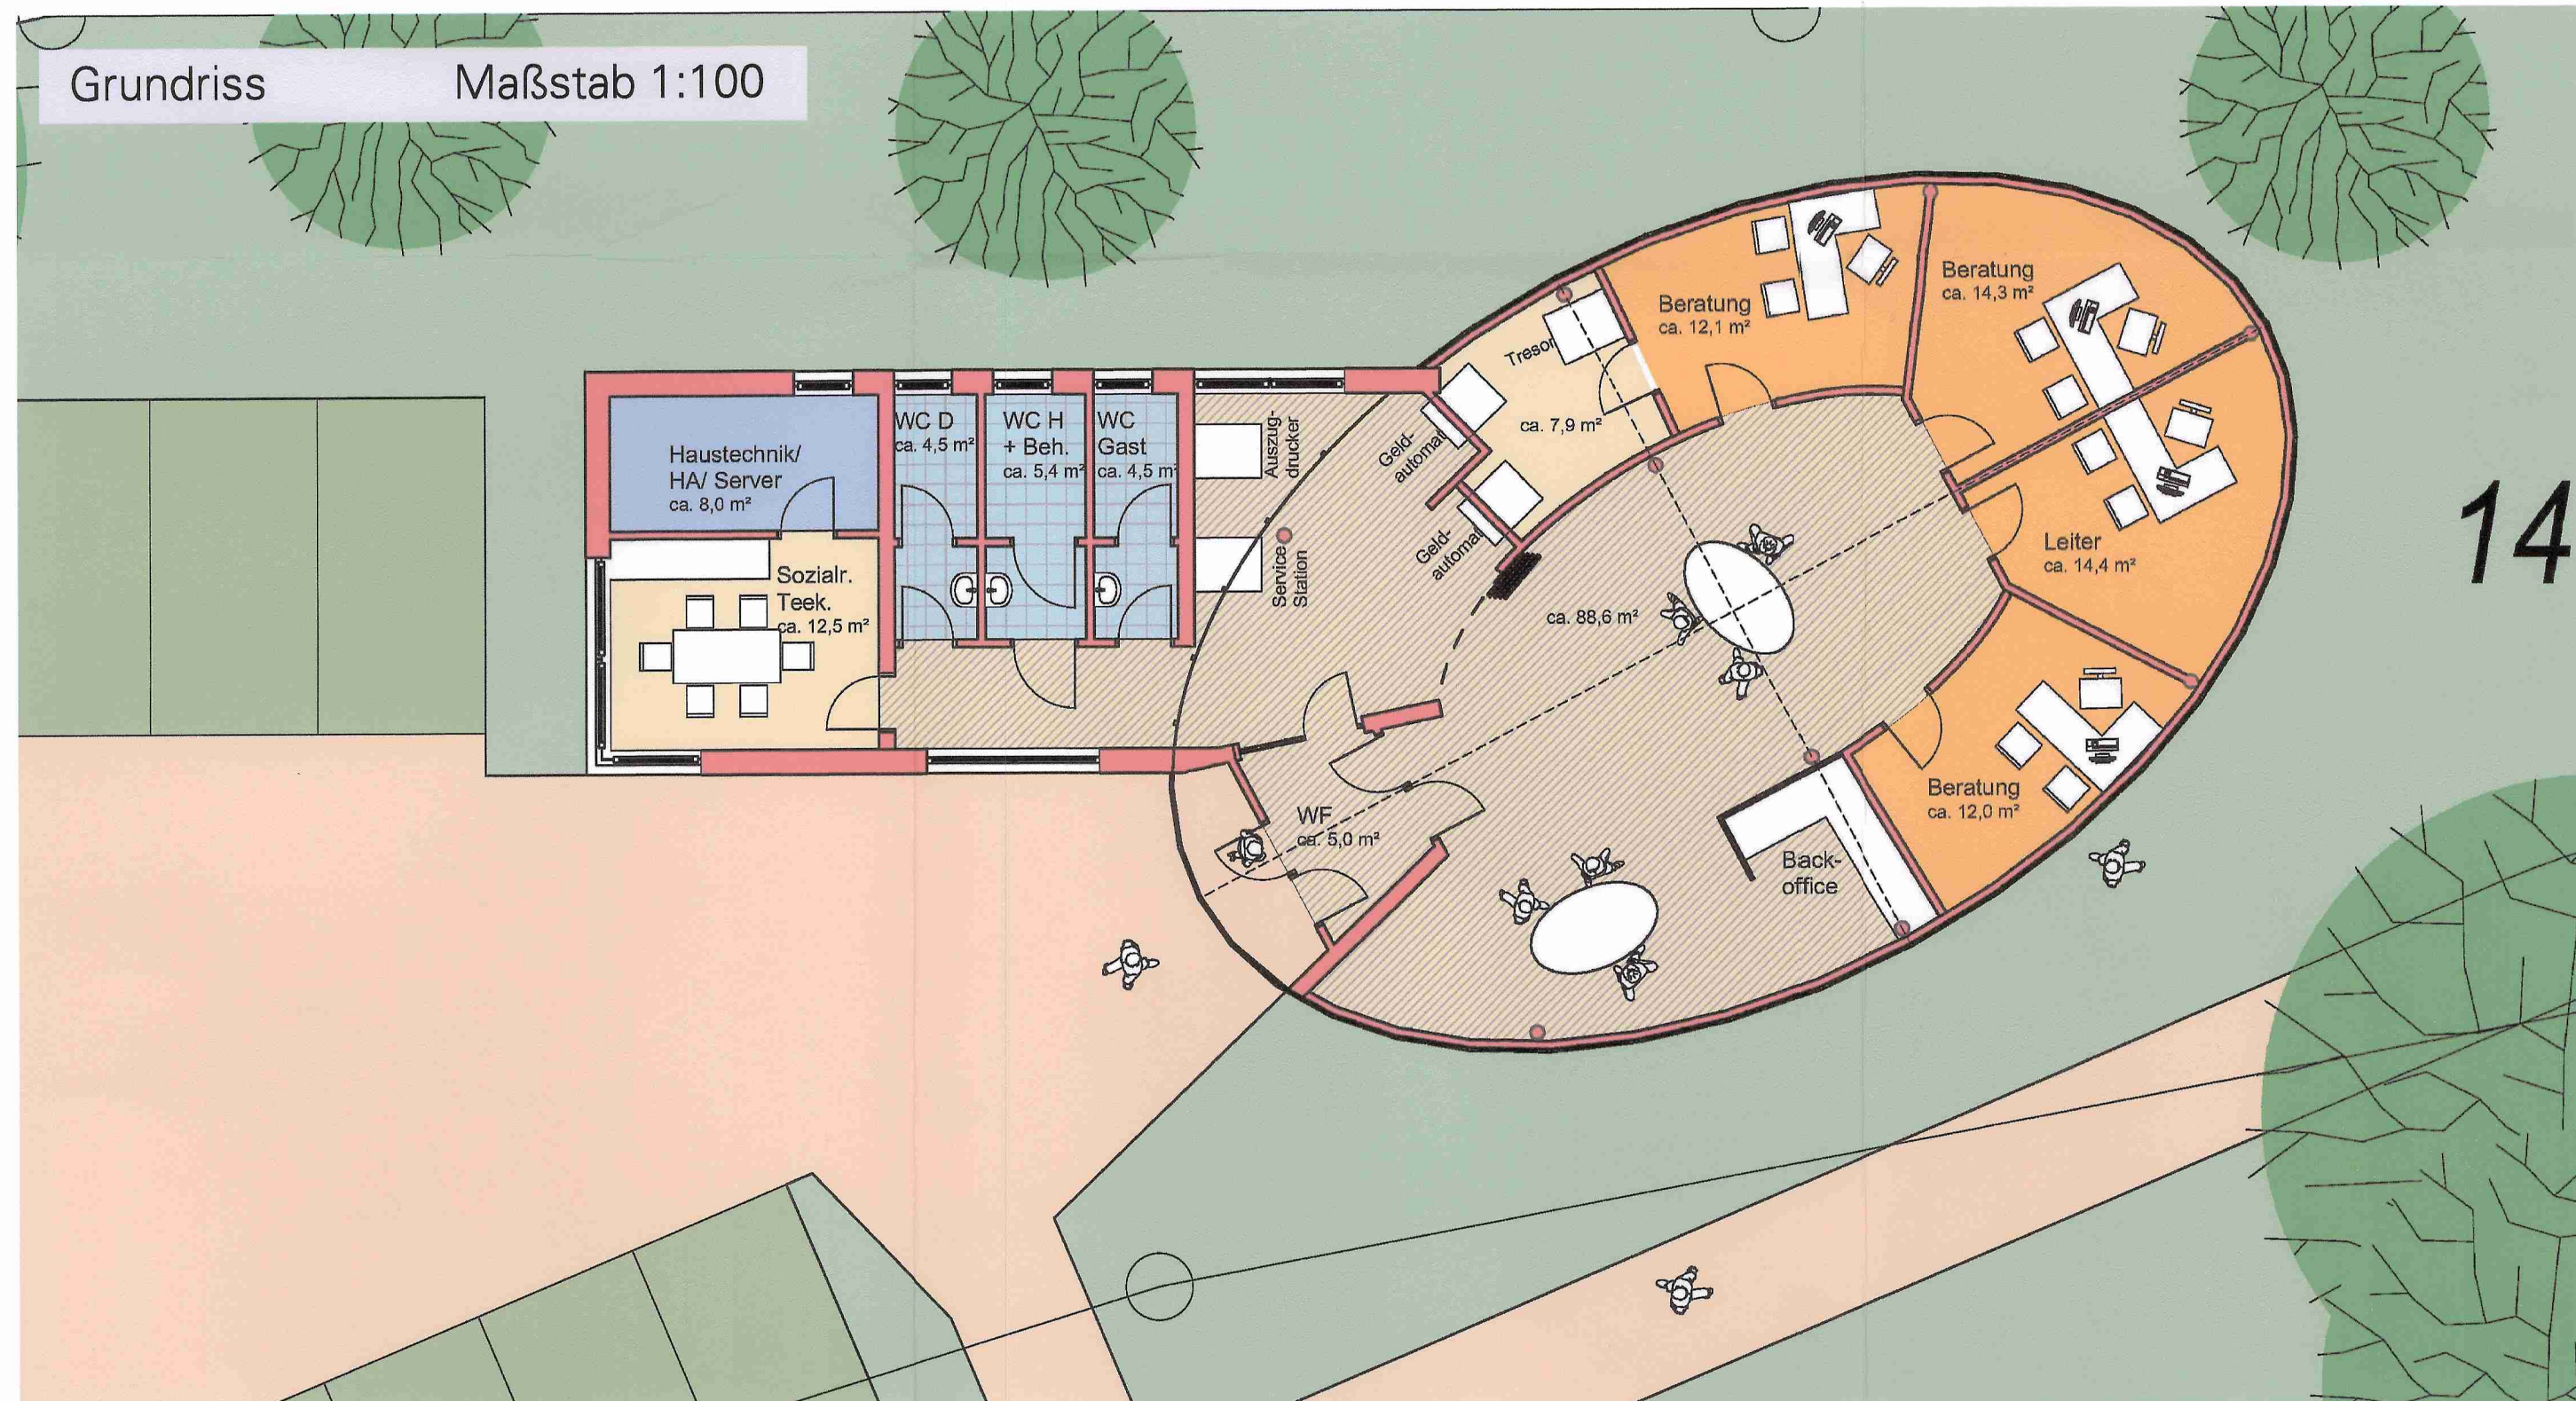 Grundriss Maßstab 1:100
Beratung
ca. 14,3 m²
Beratung
ca. 12,1 m²
Tresor
ca. 7,9 m²
Geld-
automat
Geld-
automat
Auszug-
drucker
Service
Station
WC D
ca. 4,5 m²
WC H
+ Beh.
ca. 5,4 m²
WC
Gast
ca. 4,5 m²
Haustechnik/
HA/ Server
ca. 8,0 m²
Sozialr.
Teek.
ca. 12,5 m²
ca. 88,6 m²
Leiter
ca. 14,4 m²
14
Beratung
ca. 12,0 m²
WF
ca. 5,0 m²
Back-
office